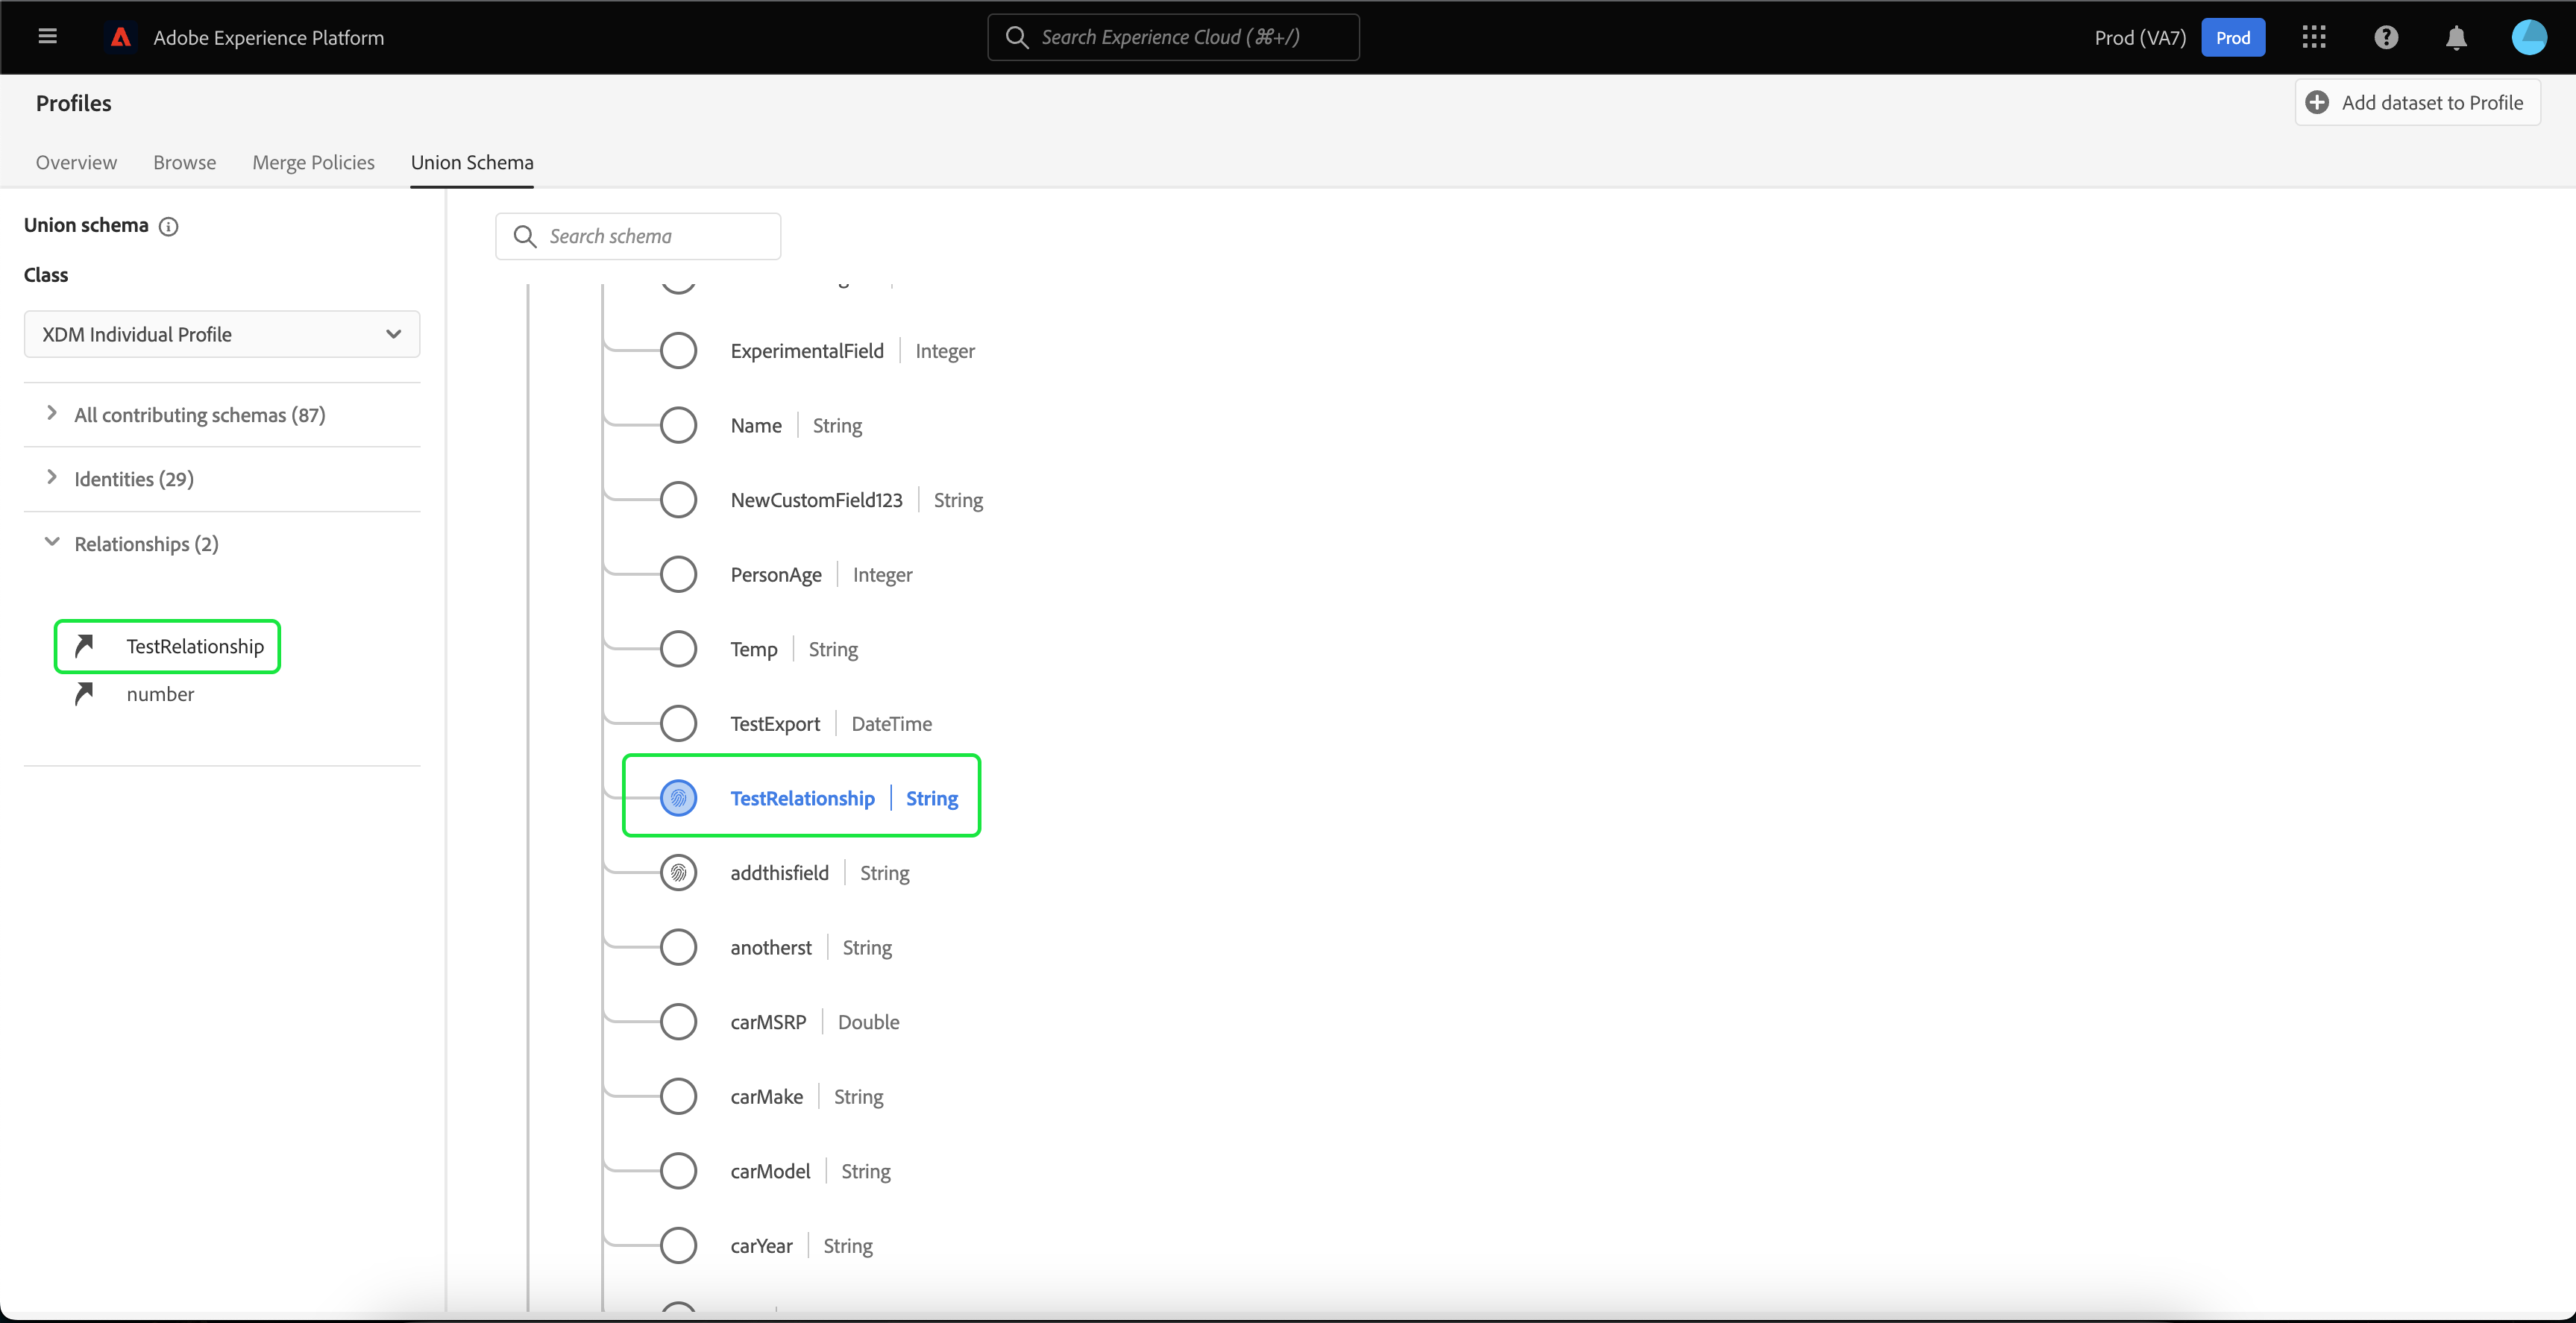 Adobe Experience Platform
Search Experience Cloud (⌘+/)
Prod (VA7)
Prod
Profiles
Add dataset to Profile
Overview
Browse
Merge Policies
Union Schema
Union schema
Class
XDM Individual Profile
All contributing schemas (87)
Identities (29)
Relationships (2)
TestRelationship
number
Search schema
ExperimentalField | Integer
Name | String
NewCustomField123 | String
PersonAge | Integer
Temp | String
TestExport | DateTime
TestRelationship | String
addthisfield | String
anotherst | String
carMSRP | Double
carMake | String
carModel | String
carYear | String